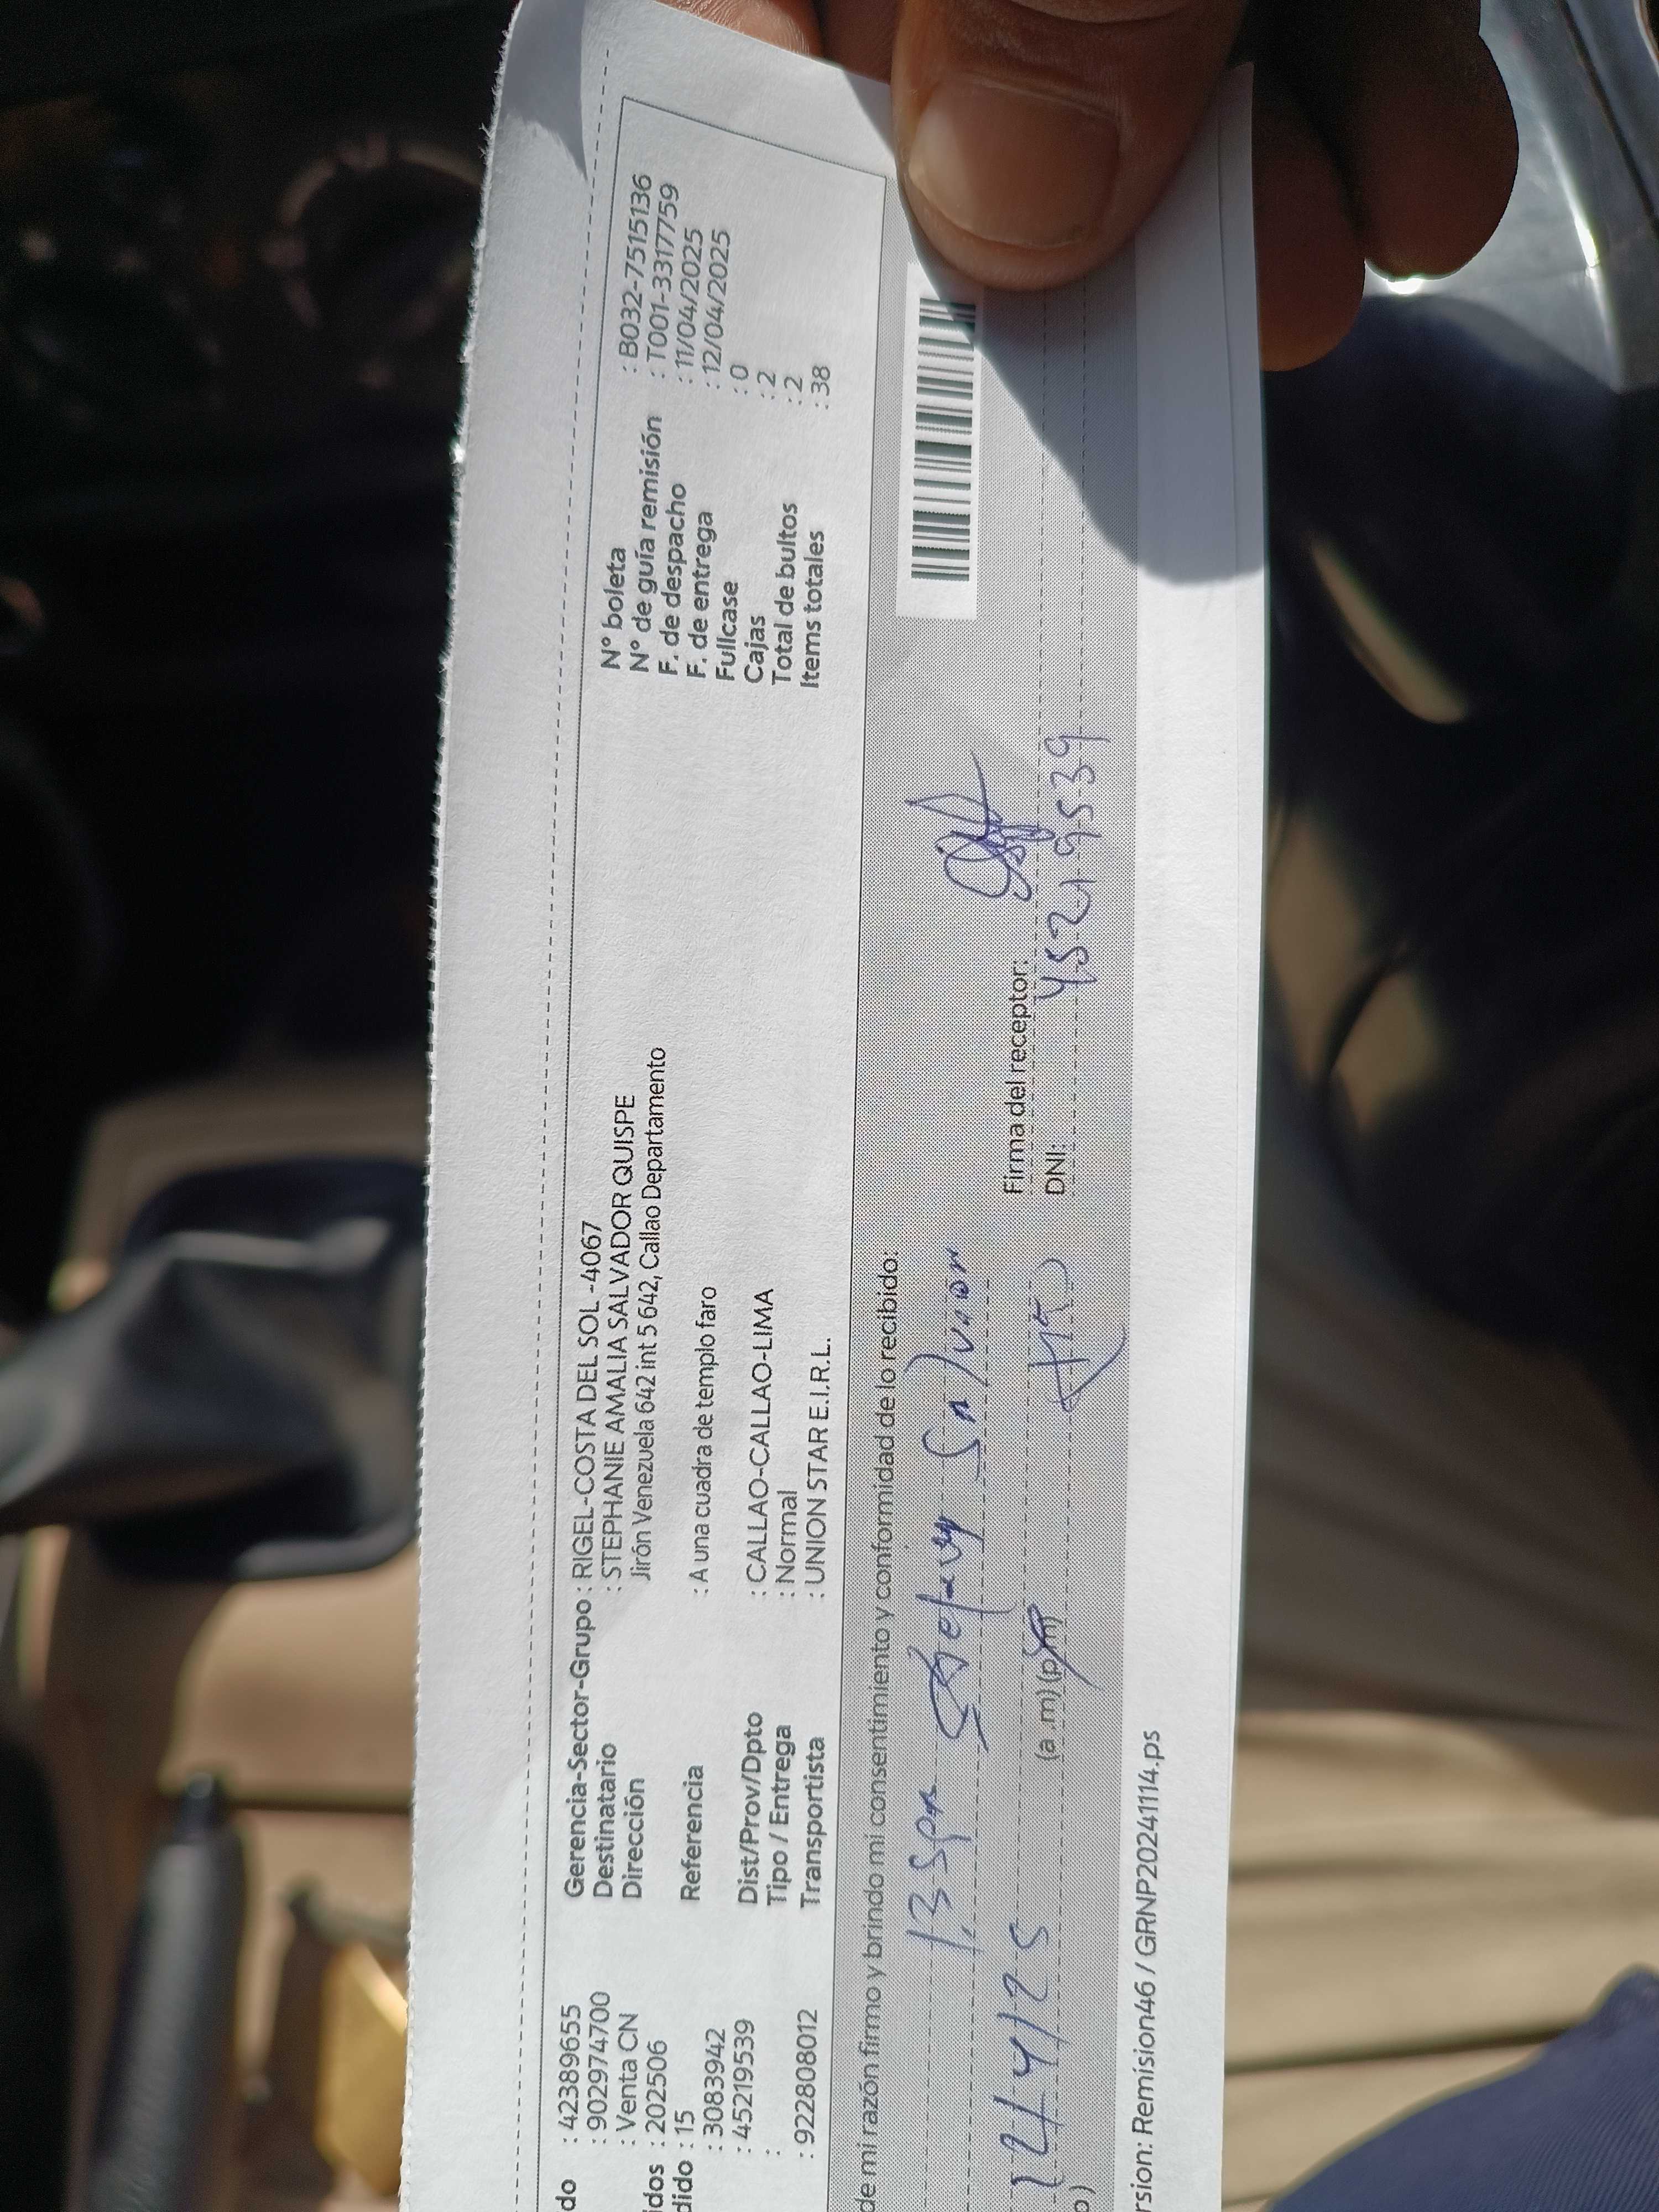 do : 42389655 Gerencia-Sector-Grupo : RIGEL-COSTA DEL SOL -4067 N° boleta : B032-7515136
: 902974700 Destinatario : STEPHANIE AMALIA SALVADOR QUISPE N° de guía remisión : T001-3317759
: Venta CN Dirección Jirón Venezuela 642 int 5 642, Callao Departamento F. de despacho : 11/04/2025
idos : 202506 F. de entrega : 12/04/2025
dido : 15 Referencia : A una cuadra de templo faro Fullcase : 0
: 3083942 Cajas : 2
: 45219539 Dist/Prov/Dpto : CALLAO-CALLAO-LIMA Total de bultos : 2
: Tipo / Entrega : Normal Items totales : 38
: 922808012 Transportista : UNION STAR E.I.R.L.
de mi razón firmo y brindo mi consentimiento y conformidad de lo recibido:
Stefany Salvador
12/4/25 (a .m) (p.m) Firma del receptor:
o) DNI: 45219539
rsion: Remision46 / GRNP20241114.ps